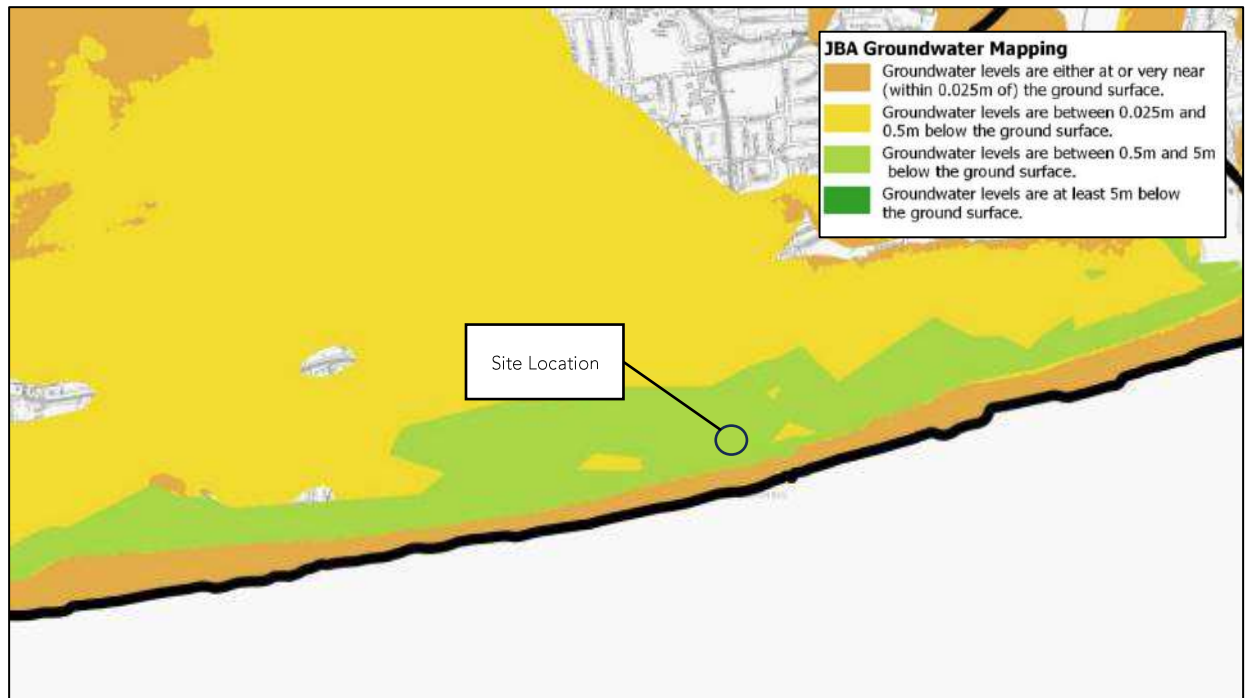 JBA Groundwater Mapping
Groundwater levels are either at or very near
(within 0.025m of) the ground surface.
Groundwater levels are between 0.025m and
0.5m below the ground surface.
Groundwater levels are between 0.5m and 5m
below the ground surface.
Groundwater levels are at least 5m below
the ground surface.
Site Location